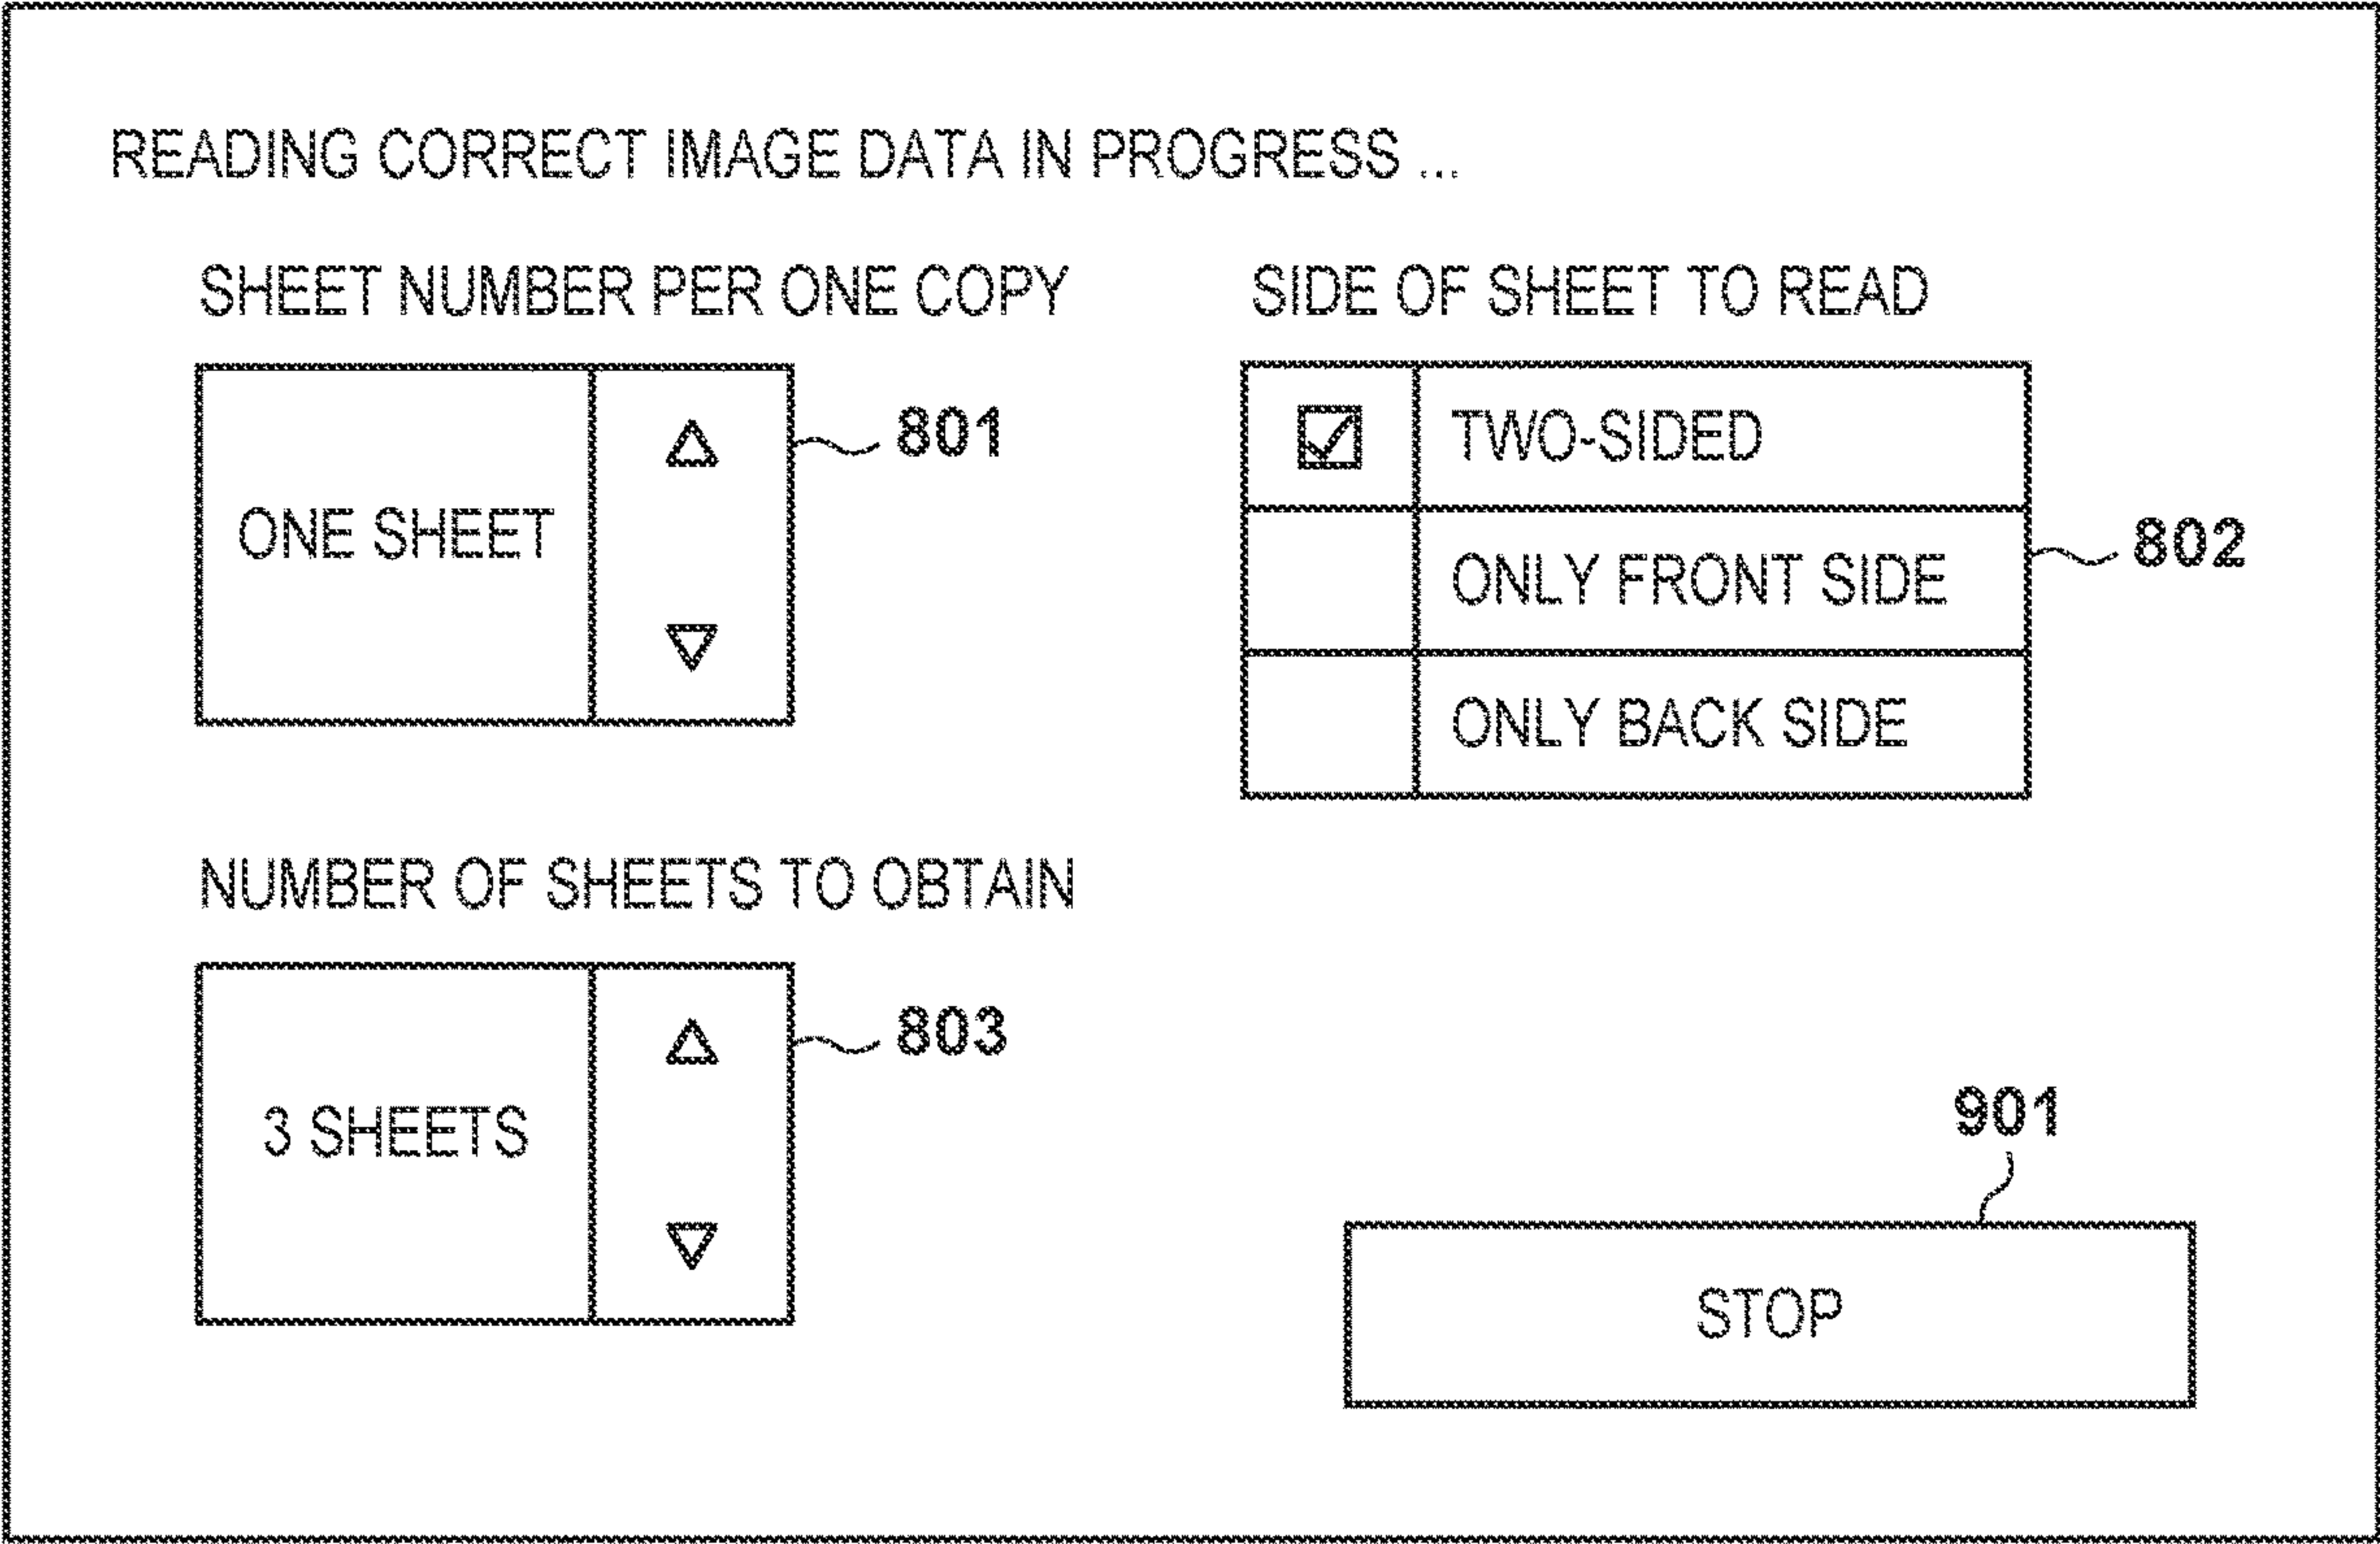 READING CORRECT IMAGE DATA IN PROGRESS ...
SHEET NUMBER PER ONE COPY
ONE SHEET
801
SIDE OF SHEET TO READ
TWO-SIDED
ONLY FRONT SIDE
ONLY BACK SIDE
802
NUMBER OF SHEETS TO OBTAIN
3 SHEETS
803
901
STOP